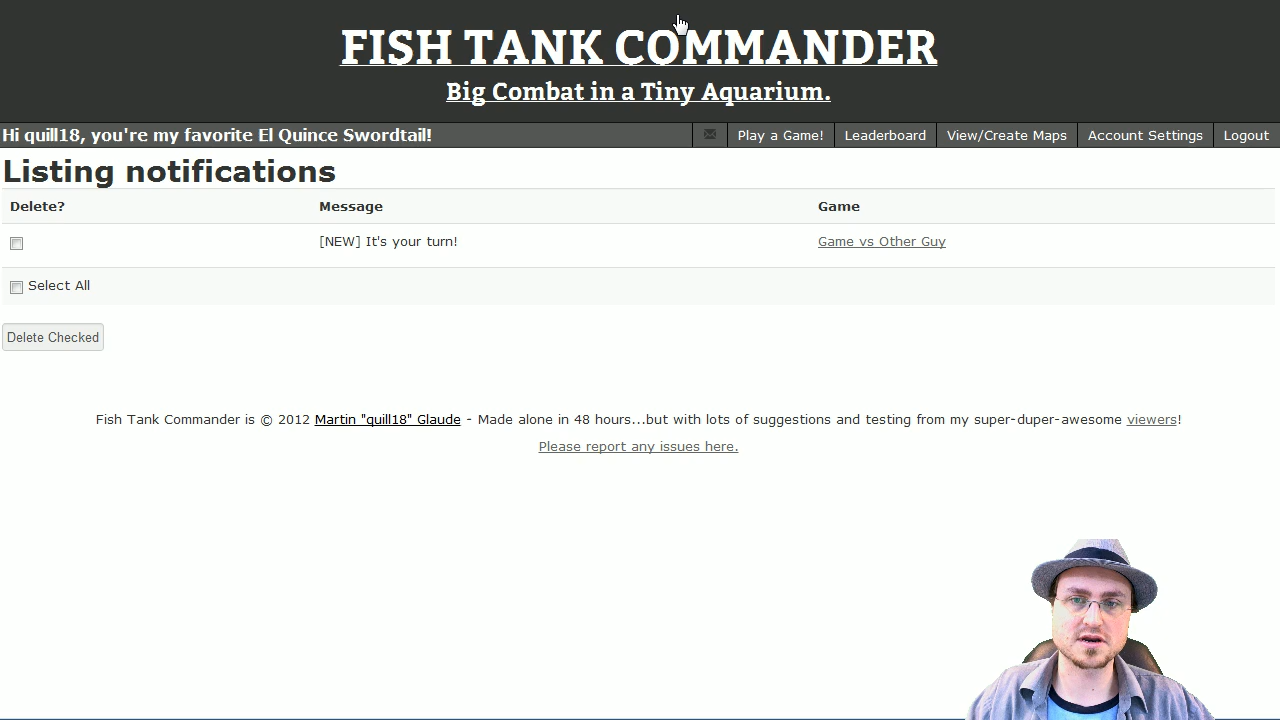 FISH TANK COMMANDER
Big Combat in a Tiny Aquarium.
Hi quill18, you're my favorite El Quince Swordtail!
Play a Game!
Leaderboard
View/Create Maps
Account Settings
Logout
Listing notifications
Delete? Message Game
[NEW] It's your turn! Game vs Other Guy
Select All
Delete Checked
Fish Tank Commander is © 2012 Martin "quill18" Glaude - Made alone in 48 hours...but with lots of suggestions and testing from my super-duper-awesome viewers!
Please report any issues here.